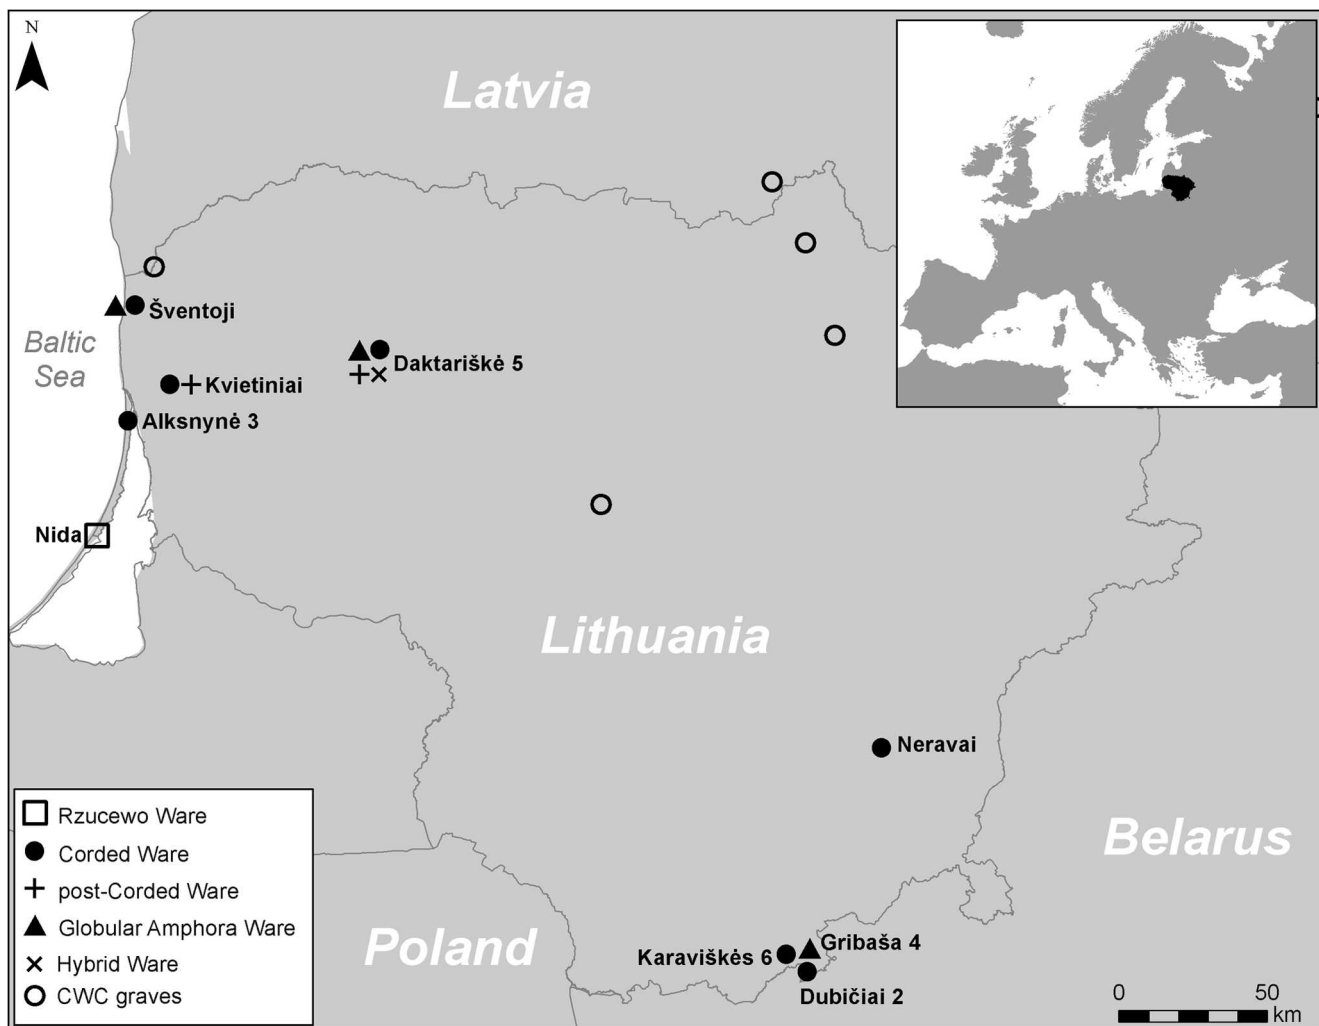 N
Latvia
Šventoji
Baltic
Sea
Daktariškė 5
Kvietiniai
Alksnynė 3
Nida
Lithuania
Neravai
Belarus
Rzucewo Ware
Corded Ware
post-Corded Ware
Globular Amphora Ware
Hybrid Ware
CWC graves
Poland
Gribaša 4
Karaviškės 6
Dubičiai 2
0 50
km